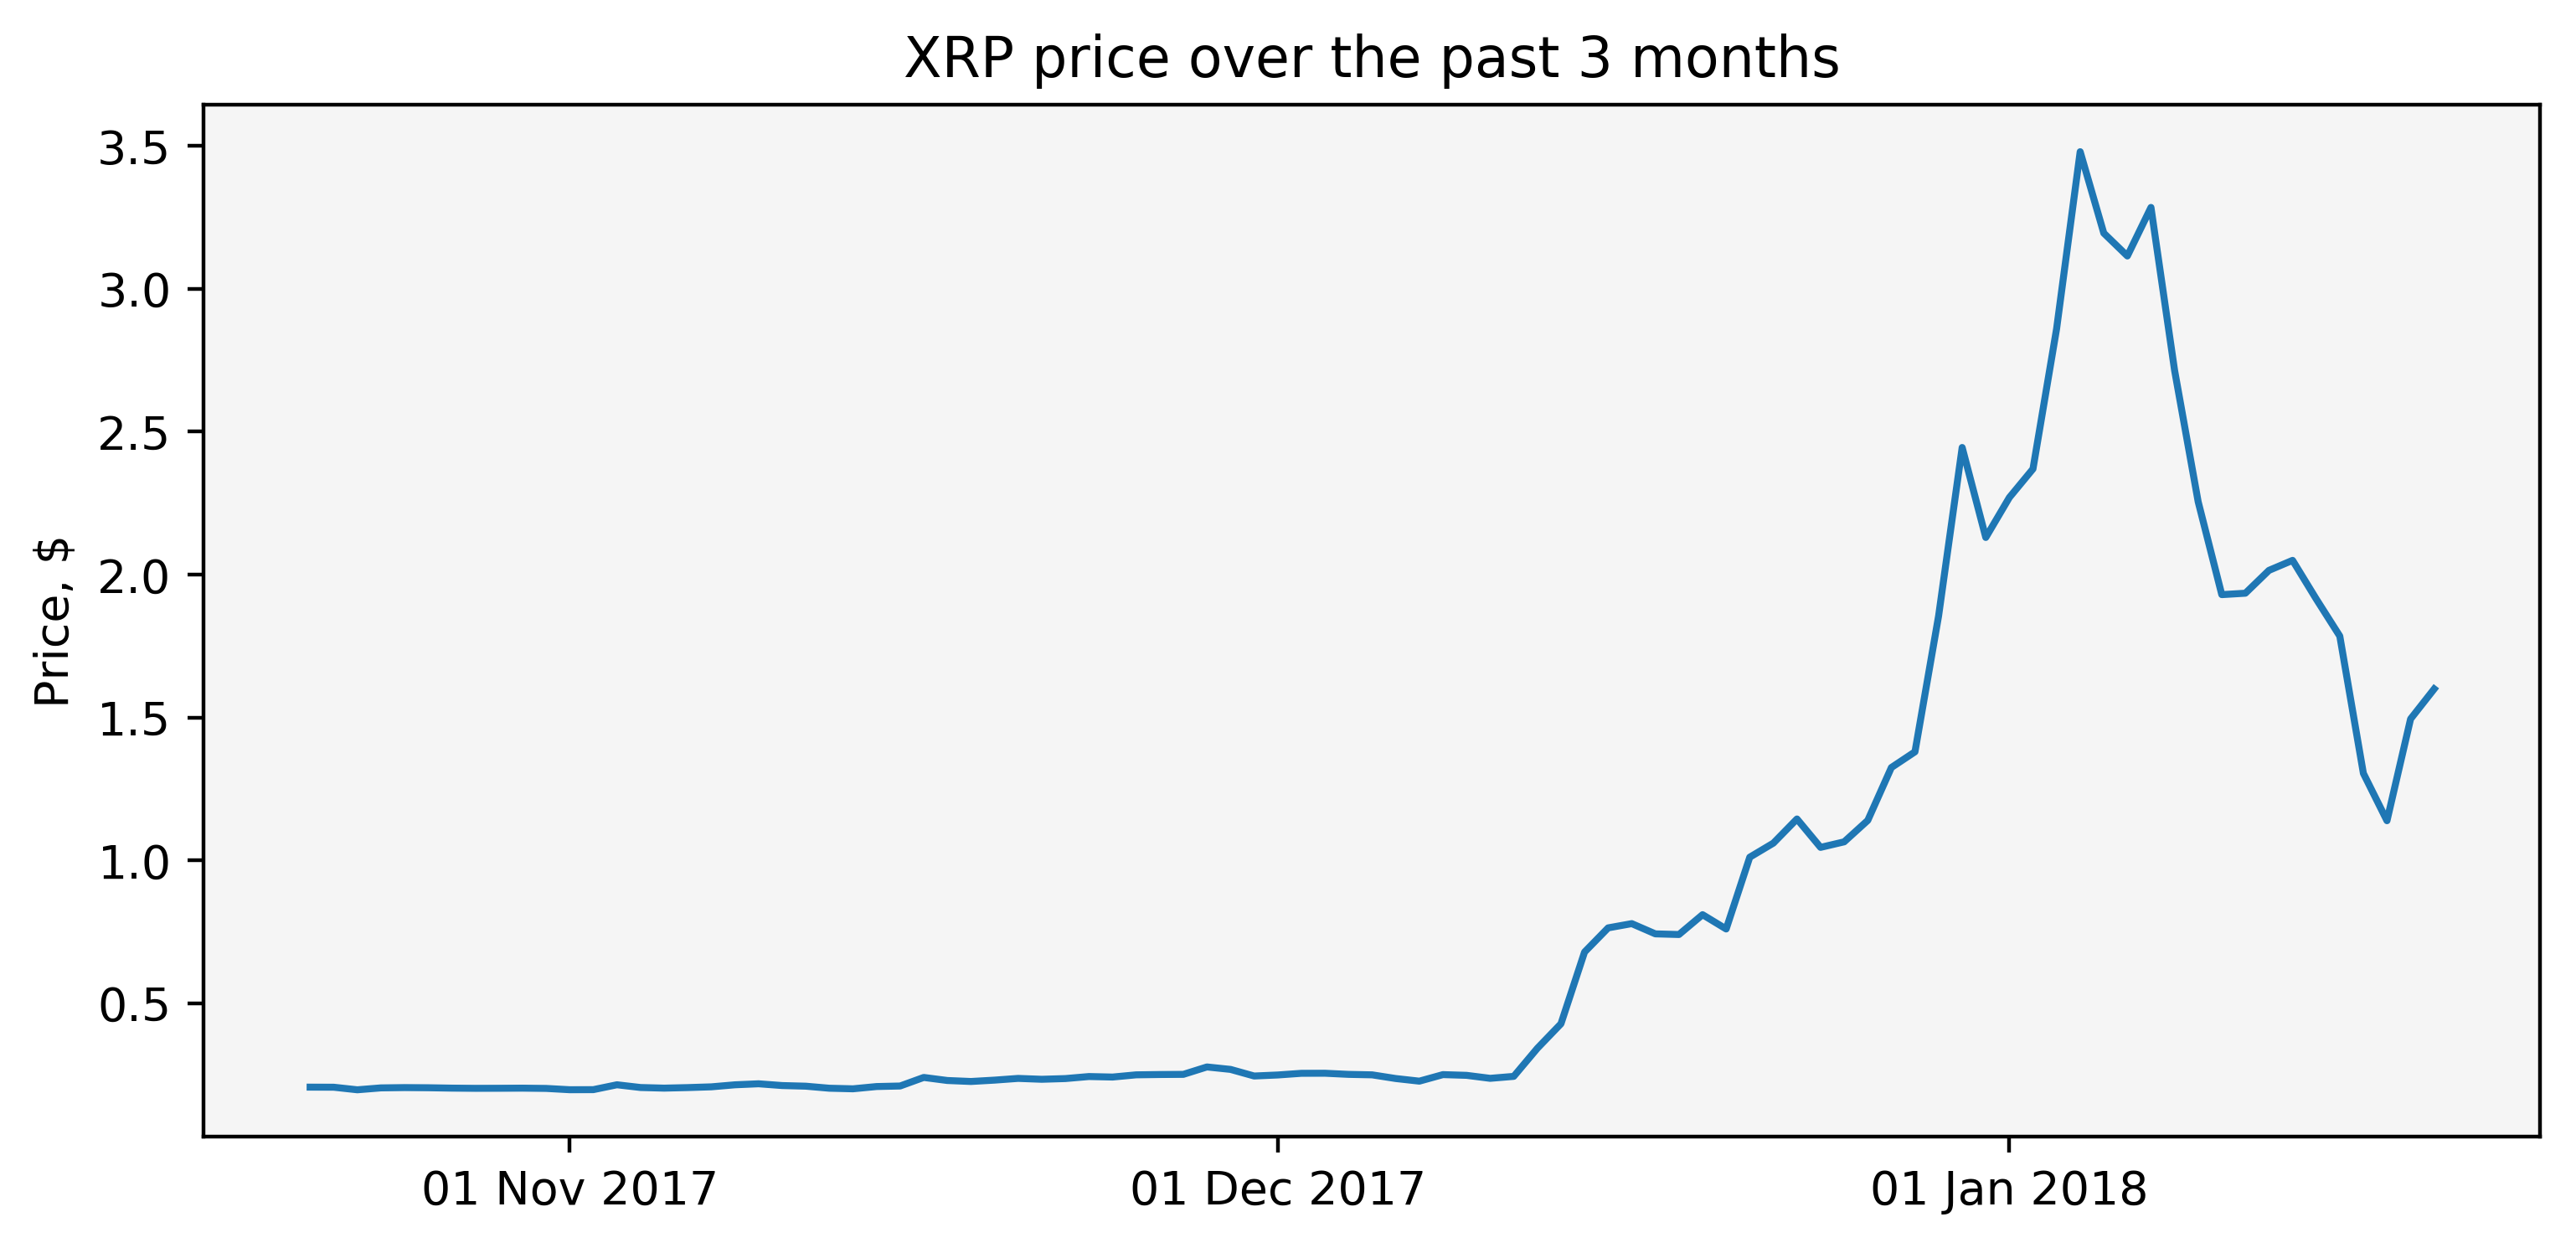 XRP price over the past 3 months
3.5
3.0
2.5
2.0
1.5
1.0
0.5
Price, $
01 Nov 2017
01 Dec 2017
01 Jan 2018